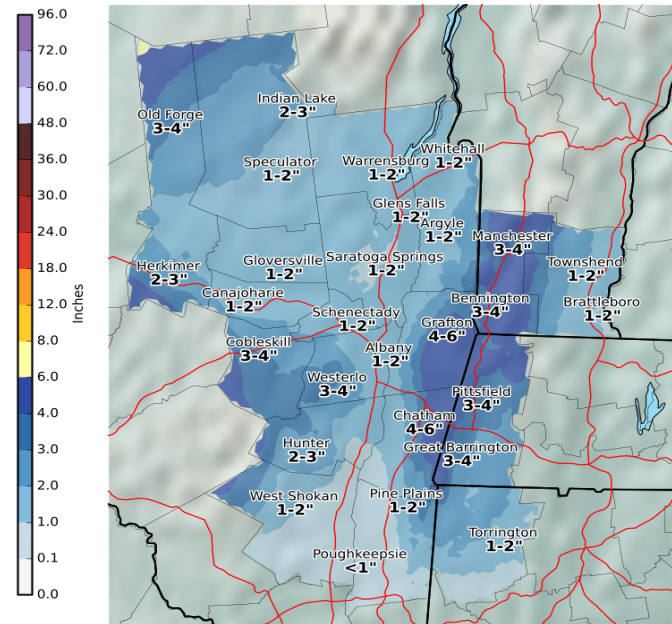 96.0
72.0
60.0
48.0
36.0
30.0
24.0
18.0
12.0
8.0
6.0
4.0
3.0
2.0
1.0
0.1
0.0
Inches
Old Forge
3-4"
Indian Lake
2-3"
Speculator
1-2"
Warrensburg
1-2"
Whitehall
1-2"
Glens Falls
1-2"
Argyle
1-2"
Manchester
3-4"
Herkimer
2-3"
Gloversville
1-2"
Saratoga Springs
1-2"
Townshend
1-2"
Canajoharie
1-2"
Schenectady
1-2"
Bennington
3-4"
Brattleboro
1-2"
Grafton
4-6"
Cobleskill
3-4"
Albany
1-2"
Westerlo
3-4"
Pittsfield
3-4"
Chatham
4-6"
Hunter
2-3"
Great Barrington
3-4"
West Shokan
1-2"
Pine Plains
1-2"
Torrington
1-2"
Poughkeepsie
<1"